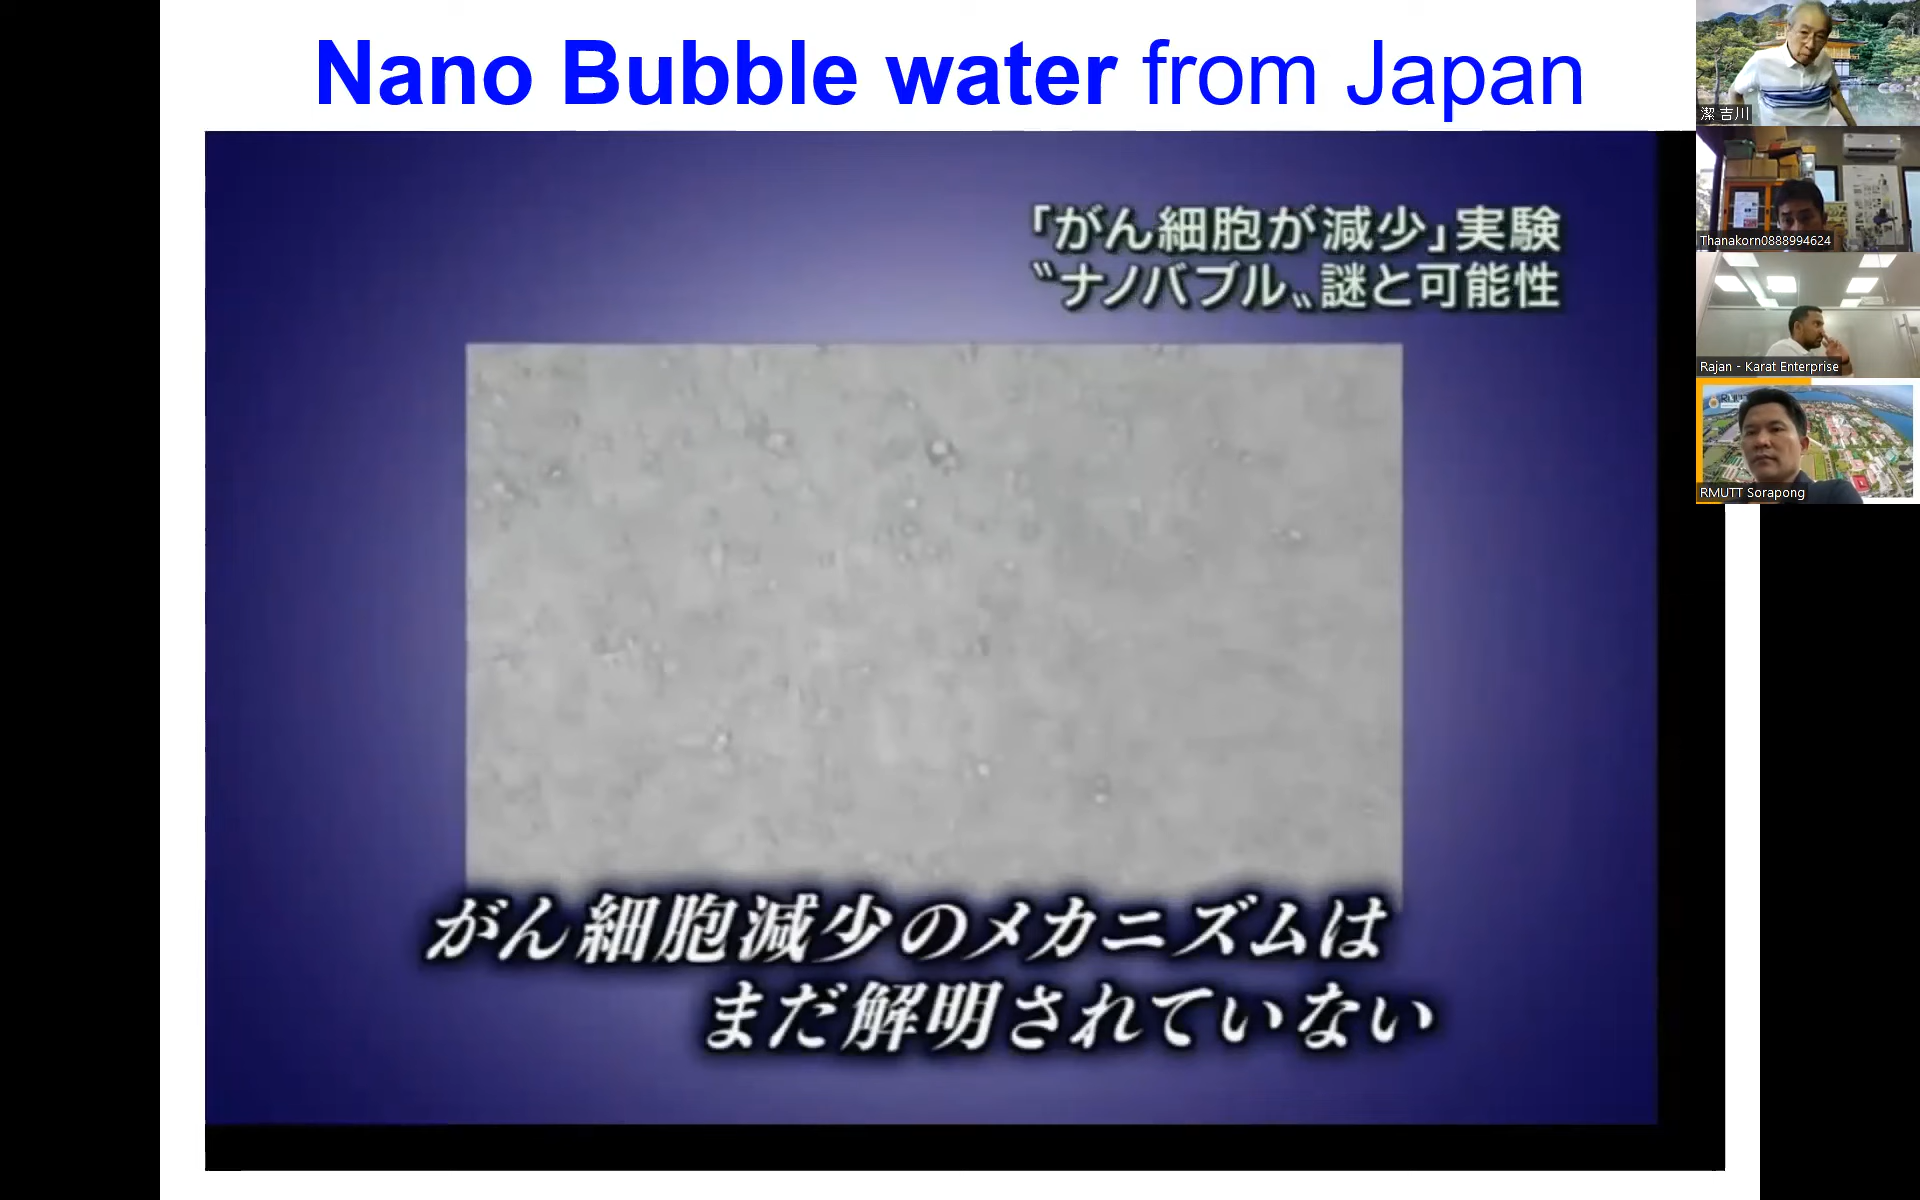 Nano Bubble water from Japan
「がん細胞が減少」実験
〝ナノバブル〟謎と可能性
がん細胞減少のメカニズムは
まだ解明されていない
潔 吉川
Thanakorn0888994624
Rajan - Karat Enterprise
RMUTT Sorapong